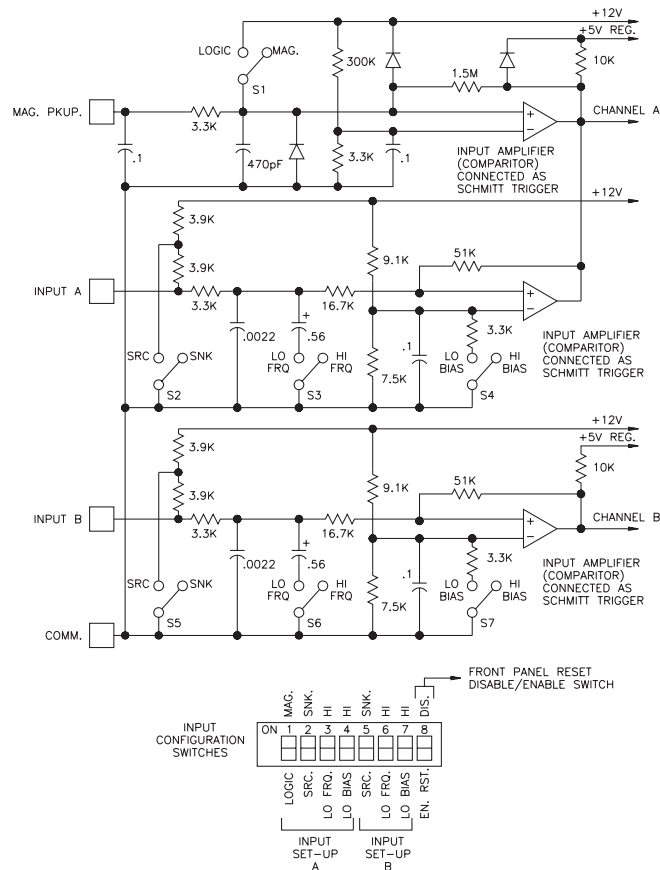 +12V
+5V REG.
LOGIC
MAG.
S1
300K
1.5M
10K
MAG. PKUP.
3.3K
CHANNEL A
.1
470pF
3.3K
.1
INPUT AMPLIFIER
(COMPARITOR)
CONNECTED AS
SCHMITT TRIGGER
+12V
3.9K
3.9K
9.1K
51K
INPUT A
3.3K
16.7K
.0022
+
.56
3.3K
SRC
SNK
LO
FRQ
HI
FRQ
.1
LO
BIAS
HI
BIAS
INPUT AMPLIFIER
(COMPARITOR)
CONNECTED AS
SCHMITT TRIGGER
S2
S3
7.5K
S4
+12V
+5V REG.
3.9K
3.9K
9.1K
51K
10K
INPUT B
3.3K
16.7K
CHANNEL B
.0022
+
.56
3.3K
SRC
SNK
LO
FRQ
HI
FRQ
.1
LO
BIAS
HI
BIAS
INPUT AMPLIFIER
(COMPARITOR)
CONNECTED AS
SCHMITT TRIGGER
S5
S6
7.5K
S7
COMM.
FRONT PANEL RESET
DISABLE/ENABLE SWITCH
MAG. SNK. HI HI SNK. HI HI DIS.
INPUT
CONFIGURATION
SWITCHES
ON 1 2 3 4 5 6 7 8
LOGIC SRC. LO FRQ. LO BIAS SRC. LO FRQ. LO BIAS EN. RST.
INPUT
SET-UP
A
INPUT
SET-UP
B